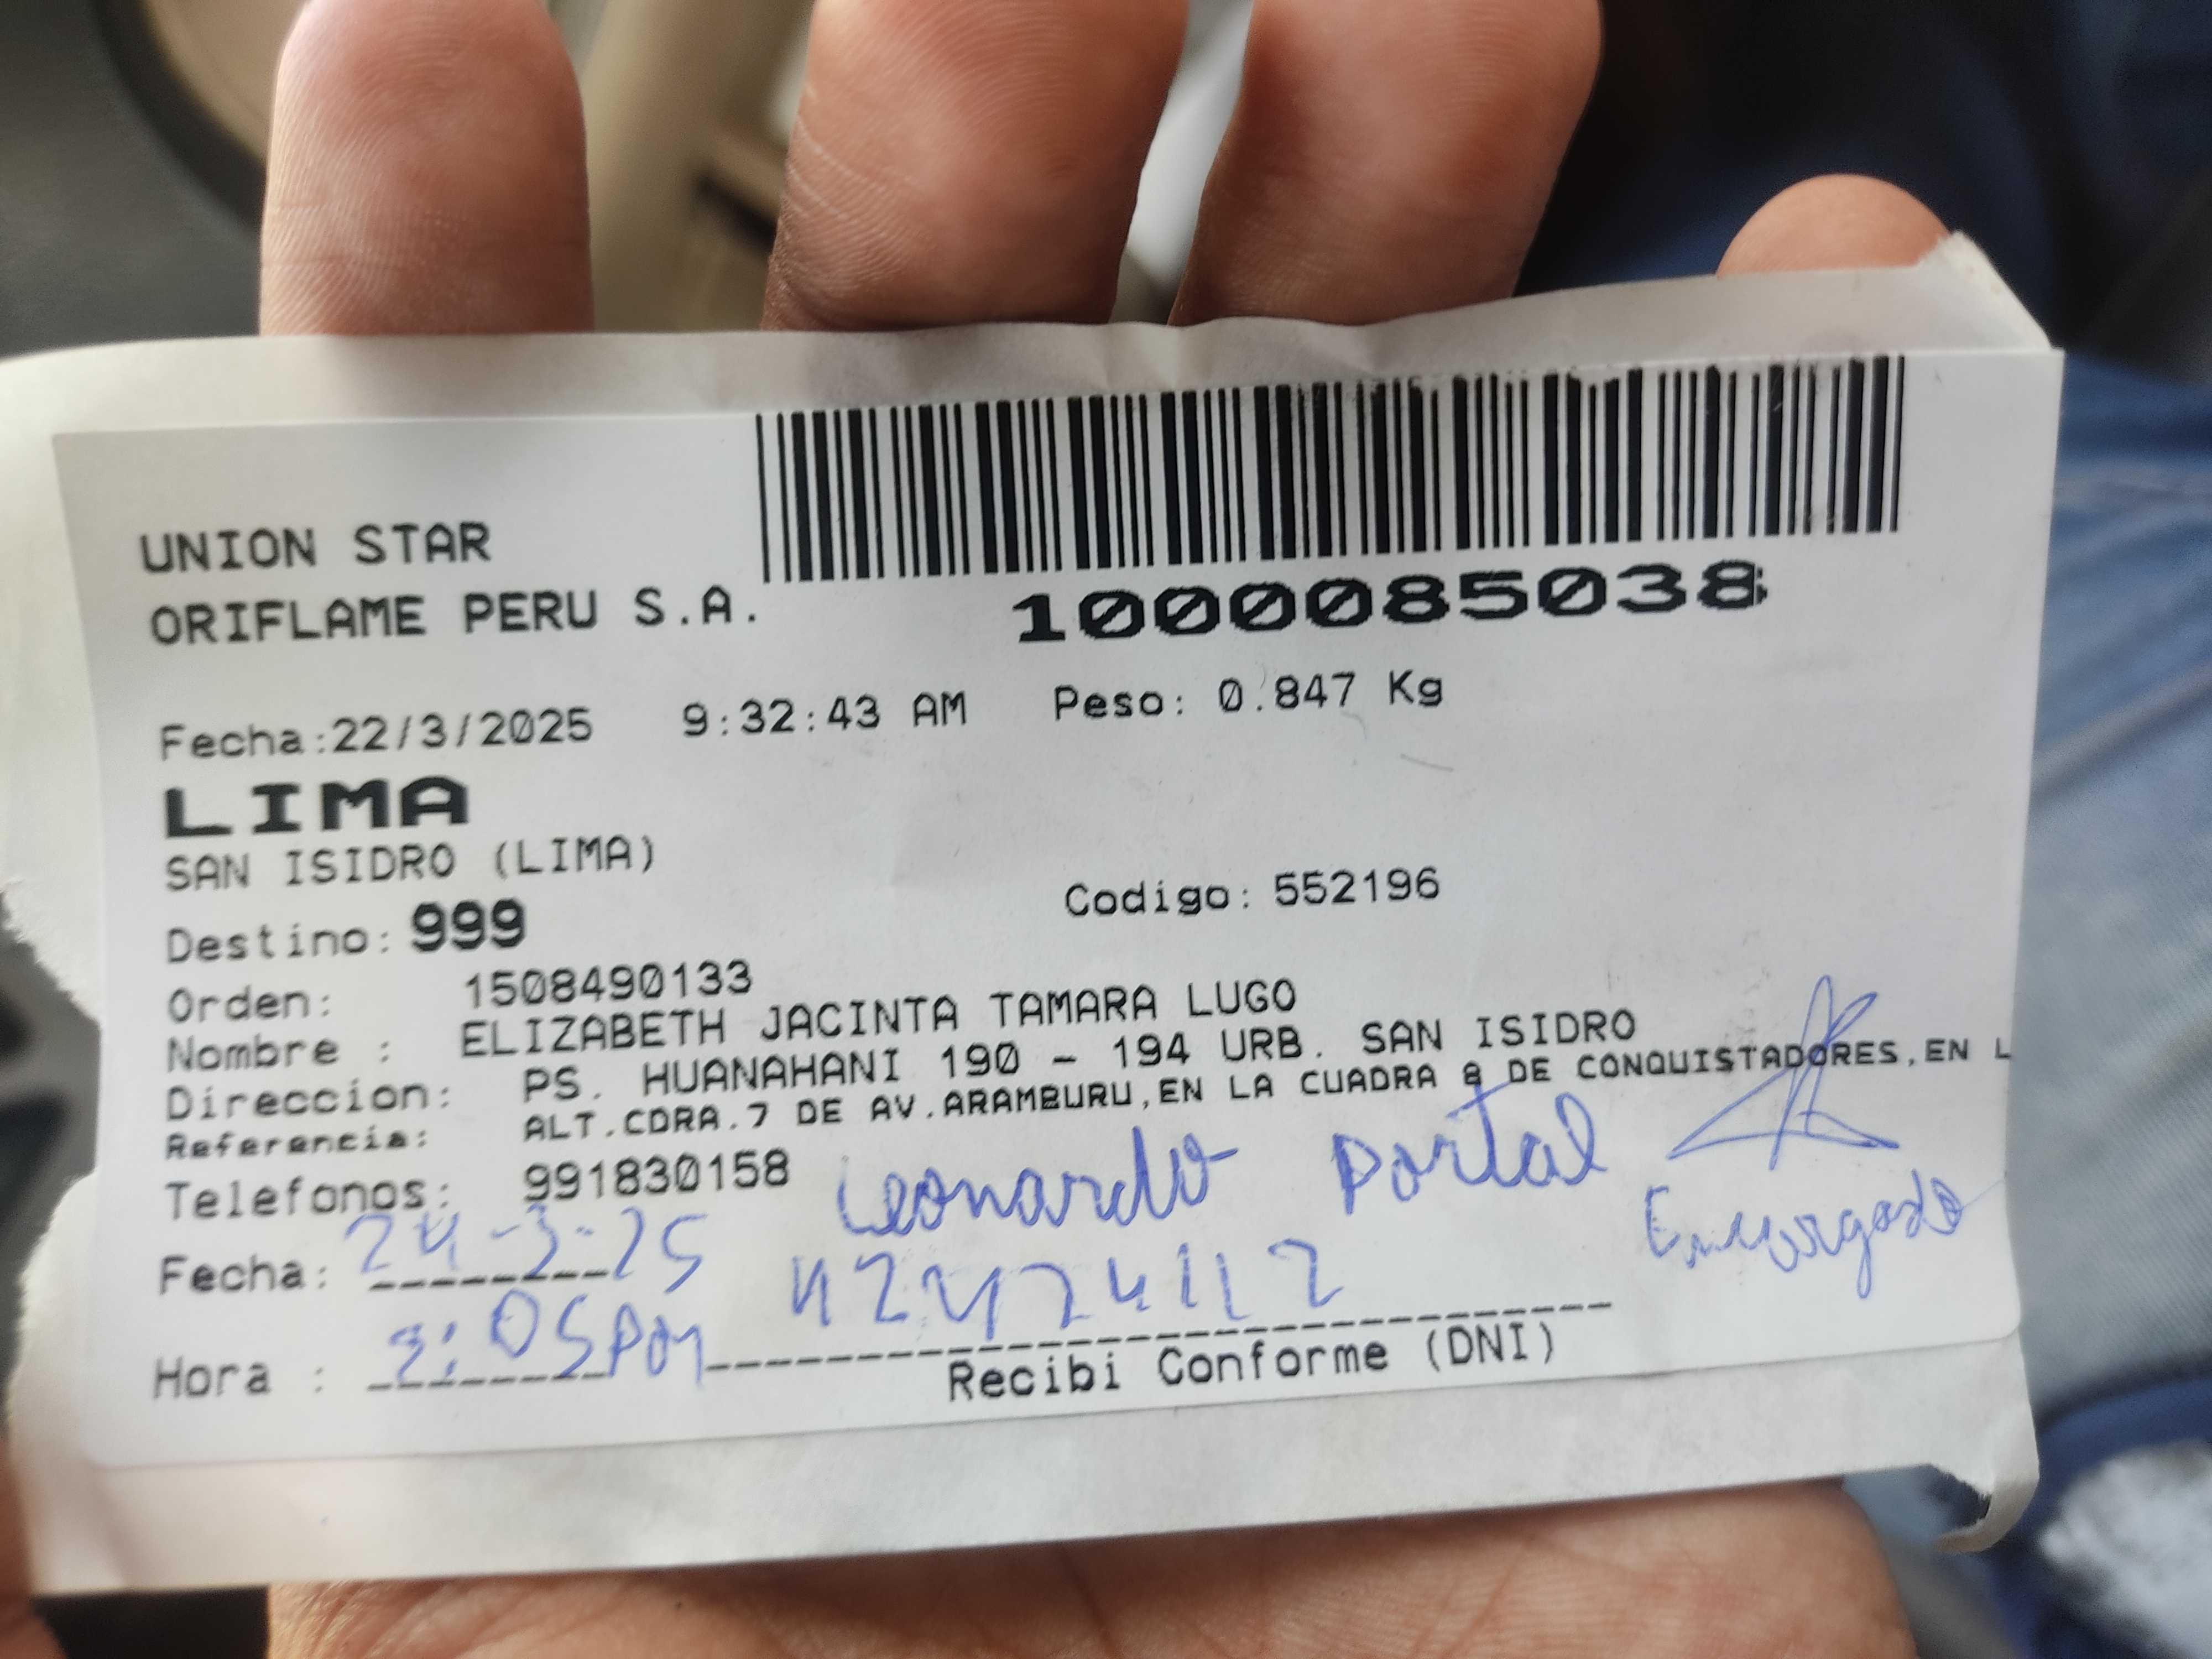 UNION STAR
ORIFLAME PERU S.A.
1000085038
Fecha:22/3/2025 9:32:43 AM Peso: 0.847 Kg
LIMA
SAN ISIDRO (LIMA)
Destino: 999 Codigo: 552196
Orden: 1508490133
Nombre : ELIZABETH JACINTA TAMARA LUGO
Direccion: PS. HUANAHANI 190 - 194 URB. SAN ISIDRO
Referencia: ALT.CDRA.7 DE AV.ARAMBURU,EN LA CUADRA 8 DE CONQUISTADORES,EN L
Telefonos: 991830158 Leonardo Portal
Encargado
Fecha: 24-3-25
Hora :
Recibi Conforme (DNI)